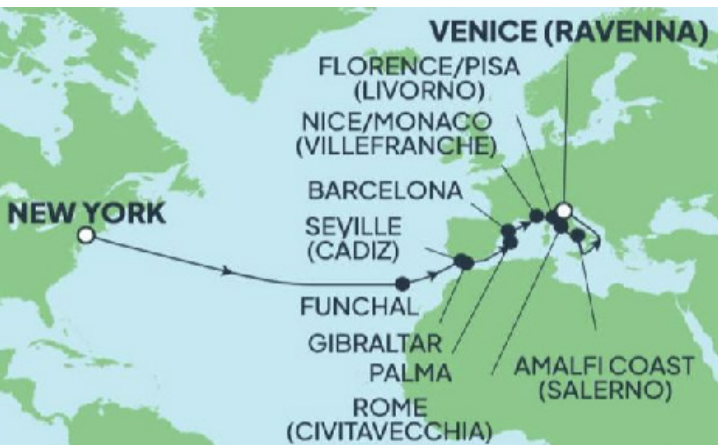 VENICE (RAVENNA)
FLORENCE/PISA
(LIVORNO)
NICE/MONACO
(VILLEFRANCHE)
BARCELONA
NEW YORK
SEVILLE
(CÁDIZ)
FUNCHAL
GIBRALTAR
PALMA
AMALFI COAST
(SALERNO)
ROME
(CIVITAVECCHIA)